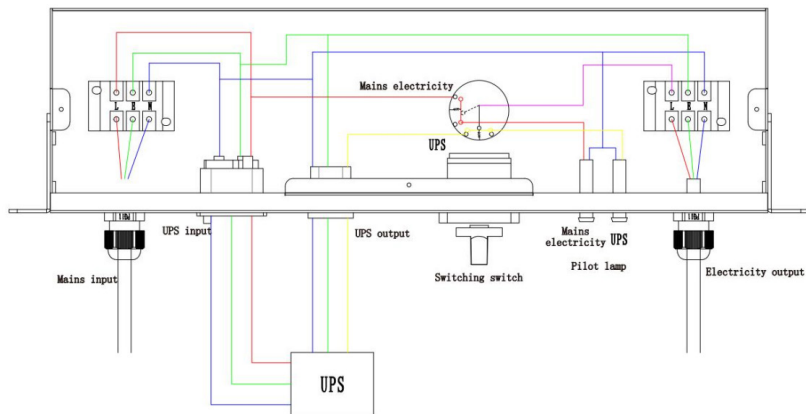 Mains electricity
L E N
L E N
UPS
UPS input
UPS output
Mains
electricity
UPS
Switching switch
Pilot lamp
Mains input
Electricity output
UPS